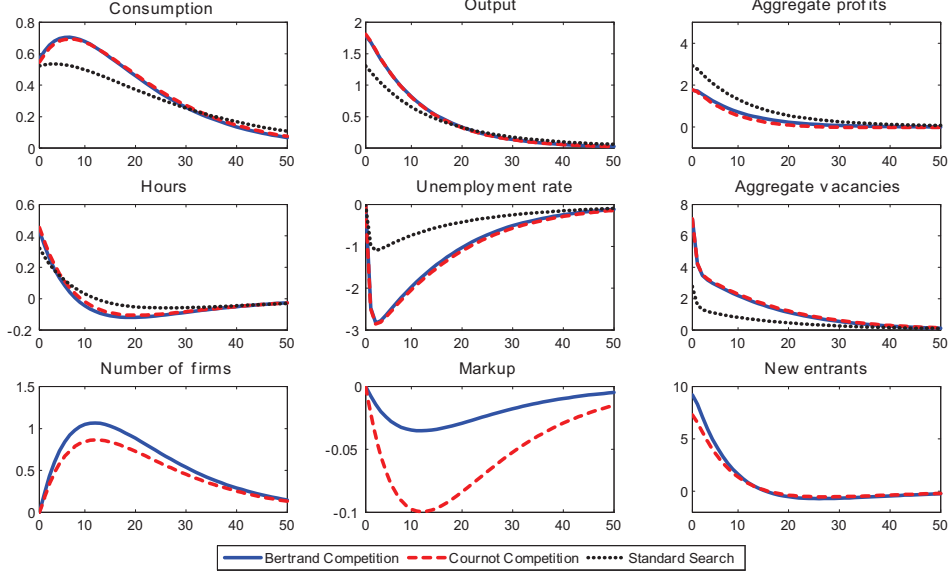 Consumption Output Aggregate profits
0.8
0.6
0.4
0.2
0
0 10 20 30 40 50
2
1.5
1
0.5
0
0 10 20 30 40 50
4
2
0
0 10 20 30 40 50
Hours Unemployment rate Aggregate vacancies
0.6
0.4
0.2
0
-0.2
0 10 20 30 40 50
0
-1
-2
-3
0 10 20 30 40 50
8
6
4
2
0
0 10 20 30 40 50
Number of firms Markup New entrants
1.5
1
0.5
0
0 10 20 30 40 50
0
-0.05
-0.1
0 10 20 30 40 50
10
5
0
0 10 20 30 40 50
Bertrand Competition Cournot Competition Standard Search